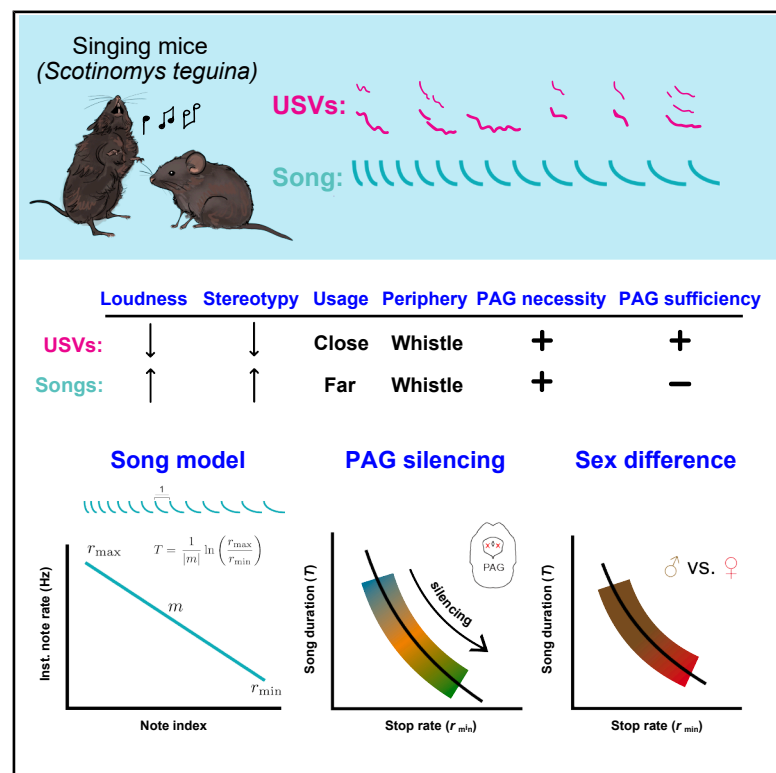 Singing mice
(Scotinomys teguina)
USVs:
Song:
Loudness Stereotypy Usage Periphery PAG necessity PAG sufficiency
USVs: ↓ ↓ Close Whistle + +
Songs: ↑ ↑ Far Whistle + −
Song model PAG silencing Sex difference
1
r_max
T = 1/|m| ln (r_max/r_min)
m
r_min
Inst. note rate (Hz)
Note index
Song duration (T)
x x
PAG
silencing
Stop rate (r min)
Song duration (T)
♂ vs. ♀
Stop rate (r min)